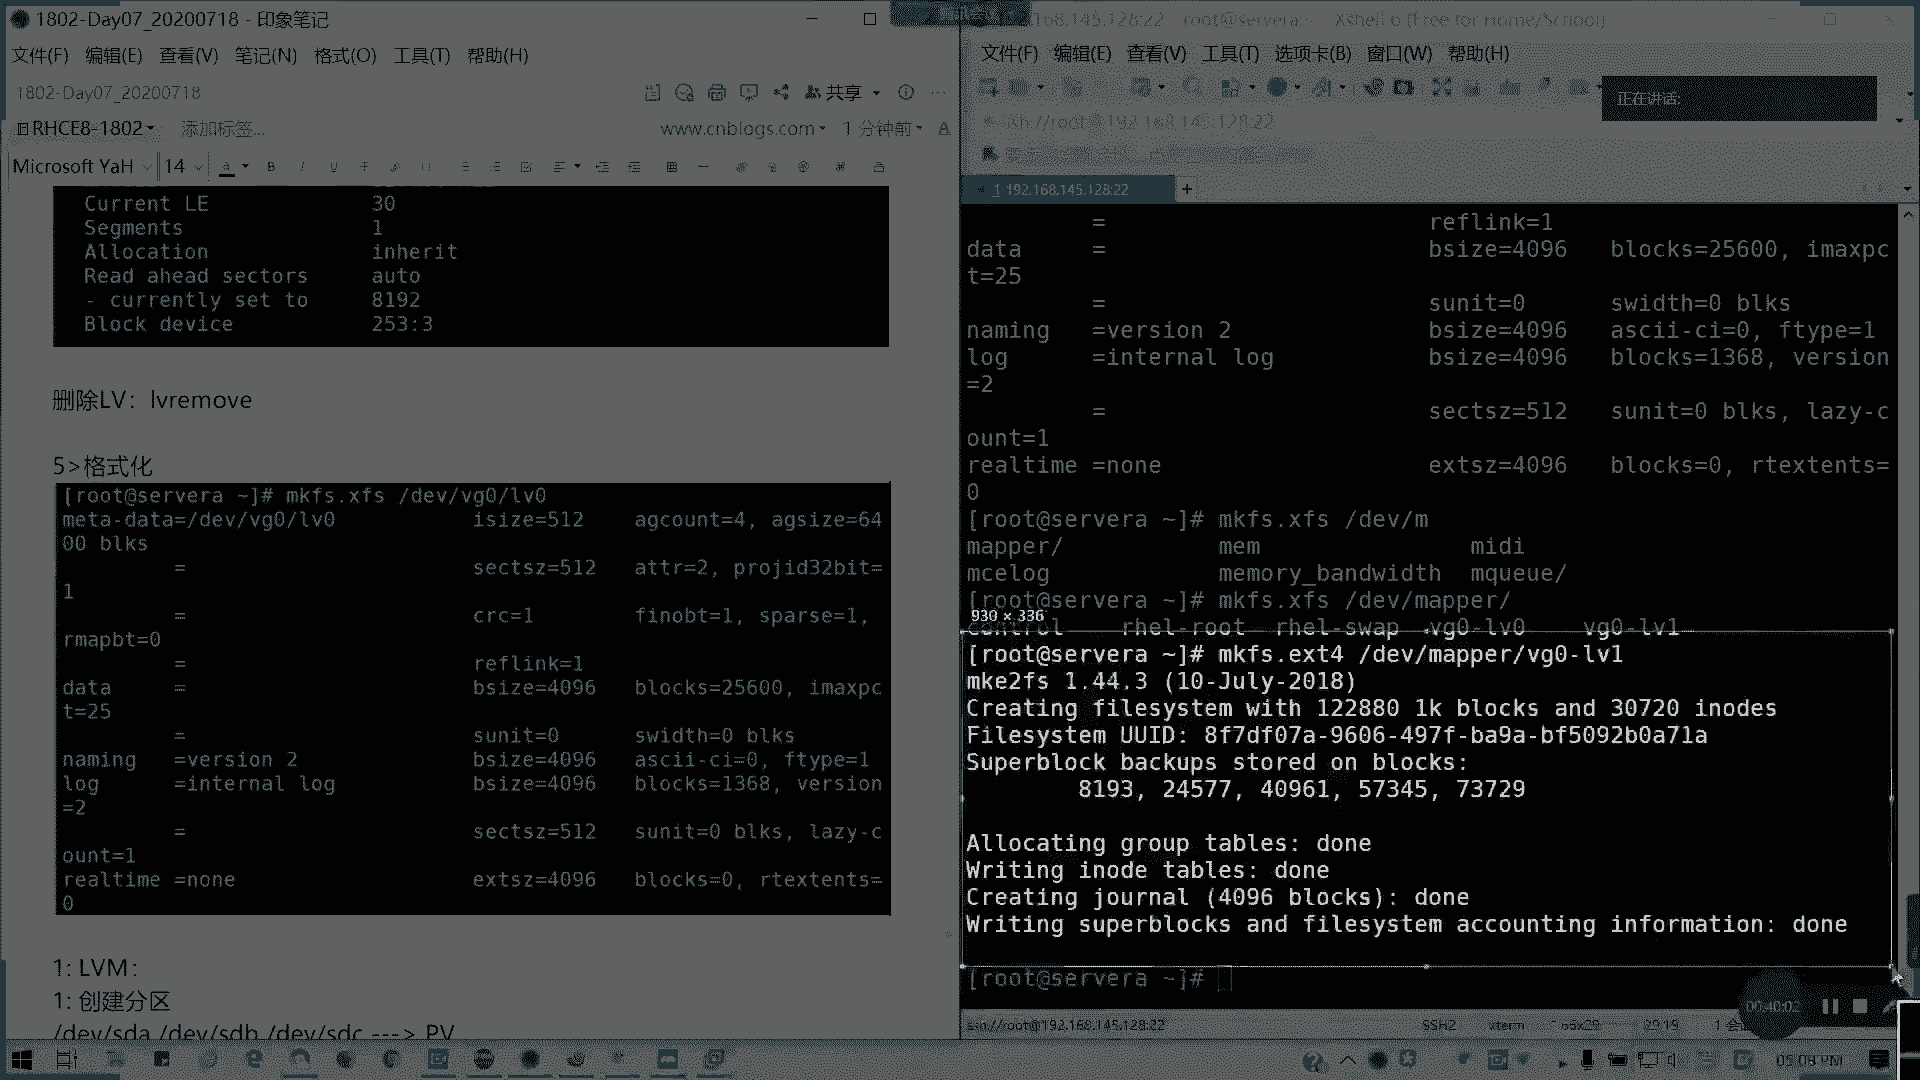 1802-Day07_20200718 - 印象笔记
文件(F) 编辑(E) 查看(V) 笔记(N) 格式(O) 工具(T) 帮助(H)
1802-Day07_20200718
共享
RHCE8-1802 添加标签...
www.cnblogs.com 1 分钟前
Microsoft YaH 14
Current LE 30
Segments 1
Allocation inherit
Read ahead sectors auto
- currently set to 8192
Block device 253:3
删除LV：lvremove
5>格式化
[root@servera ~]# mkfs.xfs /dev/vg0/lv0
meta-data=/dev/vg0/lv0 isize=512 agcount=4, agsize=64
00 blks
= sectsz=512 attr=2, projid32bit=
1
= crc=1 finobt=1, sparse=1,
rmapbt=0
= reflink=1
data = bsize=4096 blocks=25600, imaxpc
t=25
= sunit=0 swidth=0 blks
naming =version 2 bsize=4096 ascii-ci=0, ftype=1
log =internal log bsize=4096 blocks=1368, version
=2
= sectsz=512 sunit=0 blks, lazy-c
ount=1
realtime =none extsz=4096 blocks=0, rtextents=
0
1: LVM：
1: 创建分区
/dev/sda /dev/sdb /dev/sdc ---> PV
168.145.128:22 root@servera:~ Xshell 6 (Free for Home/School)
文件(F) 编辑(E) 查看(V) 工具(T) 选项卡(B) 窗口(W) 帮助(H)
正在讲话:
ssh://root@192.168.145.128:22
1 192.168.145.128:22 +
= reflink=1
data = bsize=4096 blocks=25600, imaxpc
t=25
= sunit=0 swidth=0 blks
naming =version 2 bsize=4096 ascii-ci=0, ftype=1
log =internal log bsize=4096 blocks=1368, version
=2
= sectsz=512 sunit=0 blks, lazy-c
ount=1
realtime =none extsz=4096 blocks=0, rtextents=
0
[root@servera ~]# mkfs.xfs /dev/m
mapper/ mem midi
mcelog memory_bandwidth mqueue/
[root@servera ~]# mkfs.xfs /dev/mapper/
930 × 336
control rhel-root rhel-swap vg0-lv0 vg0-lv1
[root@servera ~]# mkfs.ext4 /dev/mapper/vg0-lv1
mke2fs 1.44.3 (10-July-2018)
Creating filesystem with 122880 1k blocks and 30720 inodes
Filesystem UUID: 8f7df07a-9606-497f-ba9a-bf5092b0a71a
Superblock backups stored on blocks:
8193, 24577, 40961, 57345, 73729
Allocating group tables: done
Writing inode tables: done
Creating journal (4096 blocks): done
Writing superblocks and filesystem accounting information: done
[root@servera ~]#
00:40:02
ssh://root@192.168.145.128:22 SSH2 xterm 66x29 29,19
05:09 PM